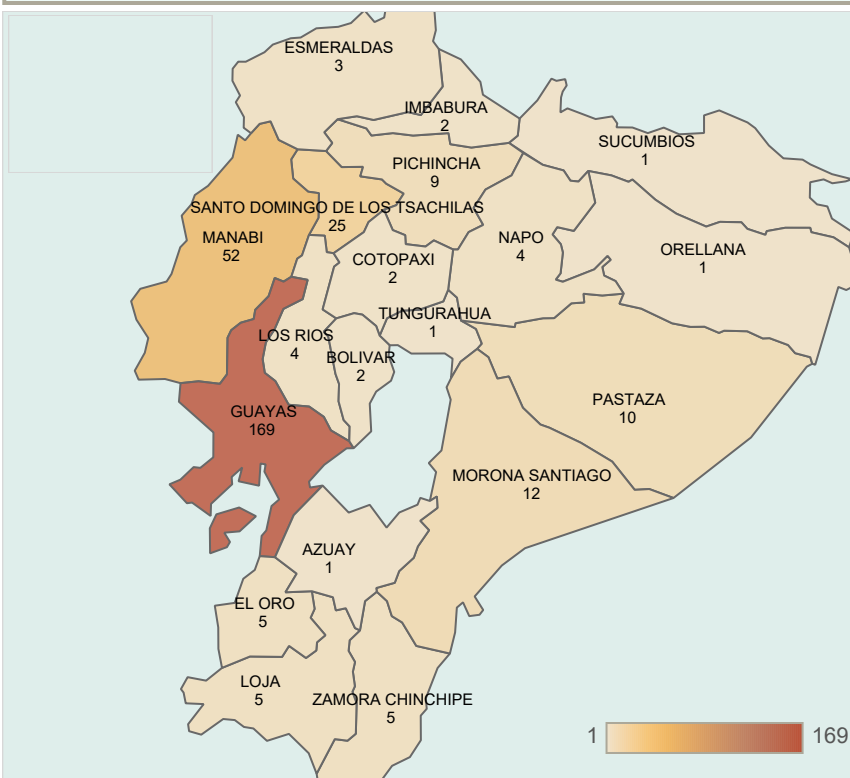 ESMERALDAS
3
IMBABURA
2
SUCUMBIOS
1
PICHINCHA
9
SANTO DOMINGO DE LOS TSACHILAS
25
MANABI
52
NAPO
4
ORELLANA
1
COTOPAXI
2
TUNGURAHUA
1
LOS RIOS
4
BOLIVAR
2
PASTAZA
10
GUAYAS
169
MORONA SANTIAGO
12
AZUAY
1
EL ORO
5
LOJA
5
ZAMORA CHINCHIPE
5
1 169